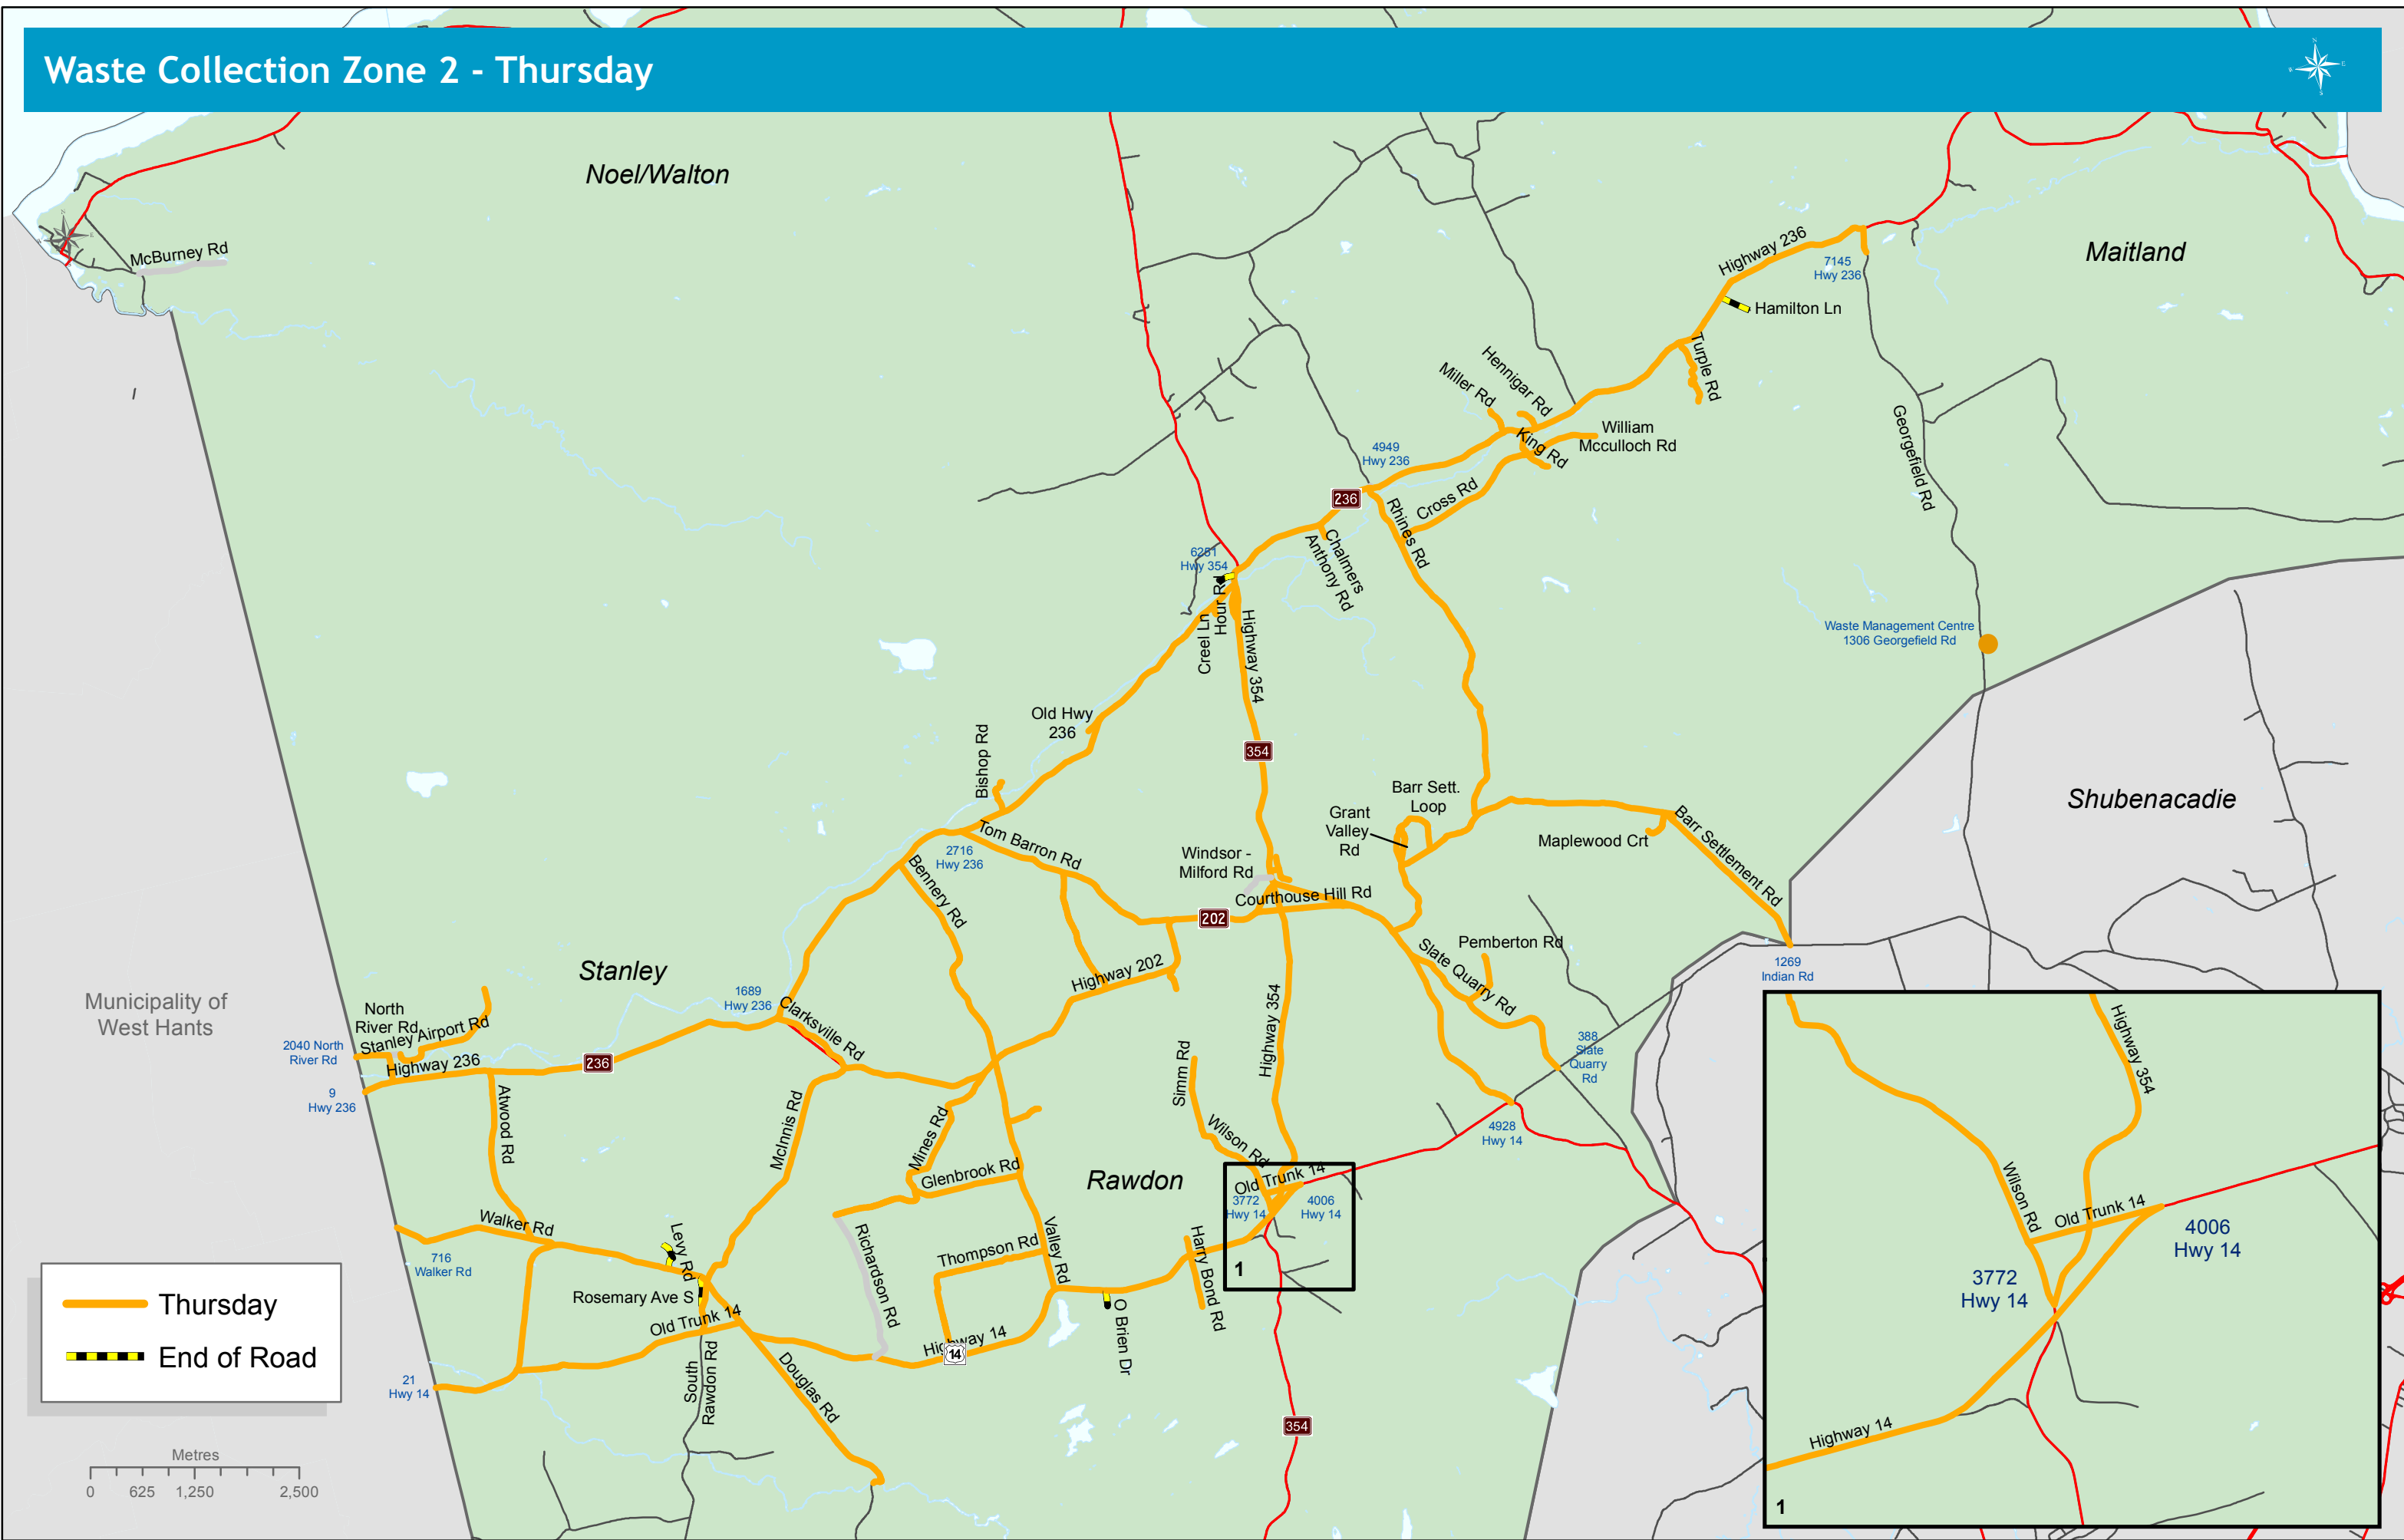 Waste Collection Zone 2 - Thursday
N
E
S
Noel/Walton
Maitland
McBurney Rd
Highway 236
7145
Hwy 236
Hamilton Ln
Turple Rd
Hennigar Rd
Miller Rd
William
Mcculloch Rd
King Rd
4949
Hwy 236
Georgefield Rd
Cross Rd
236
Rhines Rd
Chalmers
Anthony Rd
6251
Hwy 354
Hour Rd
Creel Ln
Highway 354
Waste Management Centre
1306 Georgefield Rd
Old Hwy
236
Bishop Rd
354
Barr Sett.
Loop
Grant
Valley
Rd
Shubenacadie
Maplewood Crt
Barr Settlement Rd
Tom Barron Rd
2716
Hwy 236
Bennery Rd
Windsor -
Milford Rd
Courthouse Hill Rd
202
Pemberton Rd
Slate Quarry Rd
1269
Indian Rd
Stanley
Highway 202
1689
Hwy 236
Clarksville Rd
Municipality of
West Hants
North
River Rd
Stanley Airport Rd
2040 North
River Rd
Highway 236
236
9
Hwy 236
Atwood Rd
McInnis Rd
Mines Rd
Simm Rd
Highway 354
388
Slate
Quarry
Rd
4928
Hwy 14
Wilson Rd
Glenbrook Rd
Rawdon
Old Trunk 14
3772
Hwy 14
4006
Hwy 14
1
Walker Rd
716
Walker Rd
Levy Rd
Richardson Rd
Thompson Rd
Valley Rd
Harry Bond Rd
Rosemary Ave S
Old Trunk 14
O Brien Dr
Highway 14
14
South
Rawdon Rd
Douglas Rd
21
Hwy 14
354
Thursday
End of Road
Metres
0 625 1,250 2,500
Highway 354
Wilson Rd
Old Trunk 14
4006
Hwy 14
3772
Hwy 14
Highway 14
1